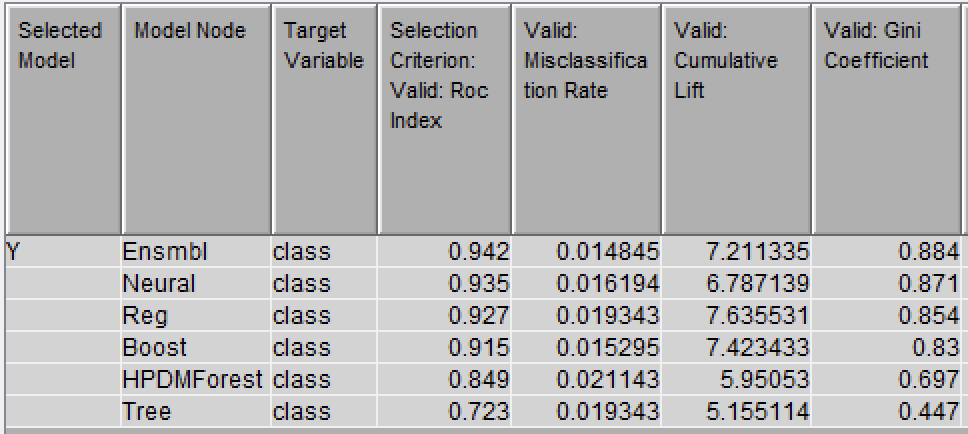 Selected Model Model Node Target Variable Selection Criterion: Valid: Roc Index Valid: Misclassifica tion Rate Valid: Cumulative Lift Valid: Gini Coefficient
Y Ensmbl class 0.942 0.014845 7.211335 0.884
Neural class 0.935 0.016194 6.787139 0.871
Reg class 0.927 0.019343 7.635531 0.854
Boost class 0.915 0.015295 7.423433 0.83
HPDMForest class 0.849 0.021143 5.95053 0.697
Tree class 0.723 0.019343 5.155114 0.447